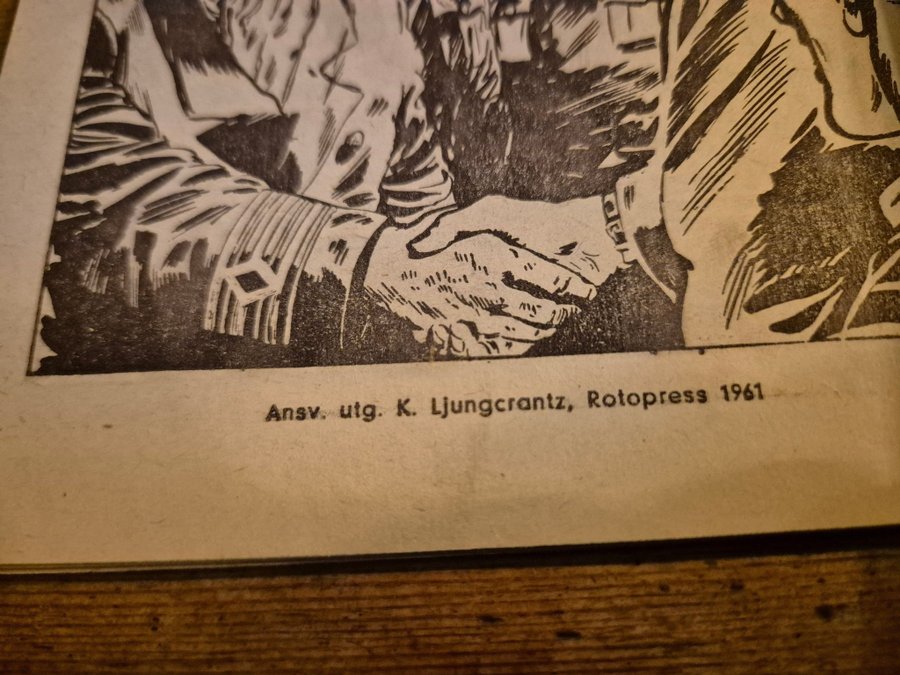 Ansv. utg. K. Ljungcrantz, Rotopress 1961